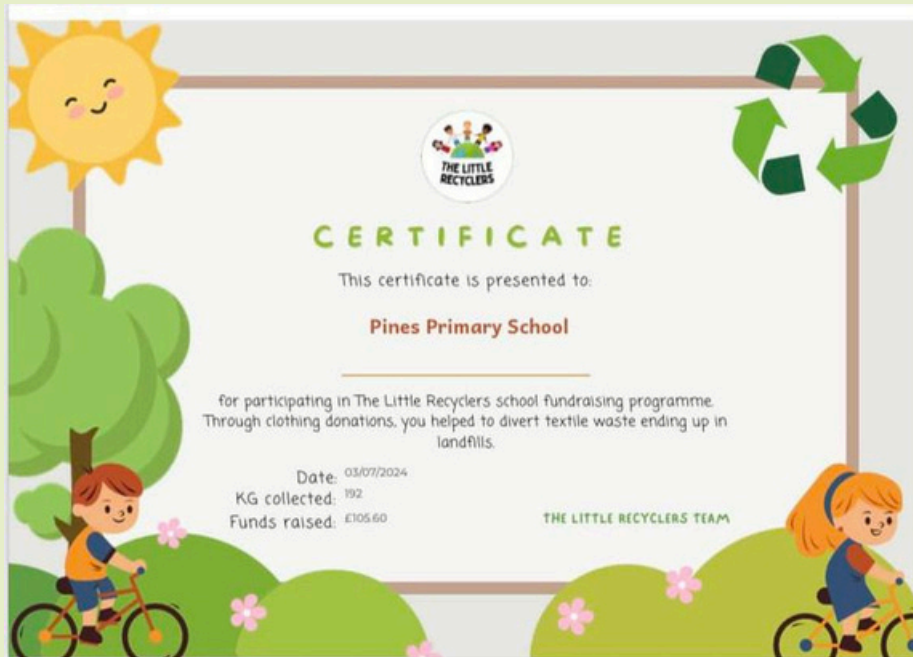 THE LITTLE
RECYCLERS
CERTIFICATE
This certificate is presented to:
Pines Primary School
for participating in The Little Recyclers school fundraising programme.
Through clothing donations, you helped to divert textile waste ending up in
landfills.
Date: 03/07/2024
KG collected: 192
Funds raised: £105.60
THE LITTLE RECYCLERS TEAM